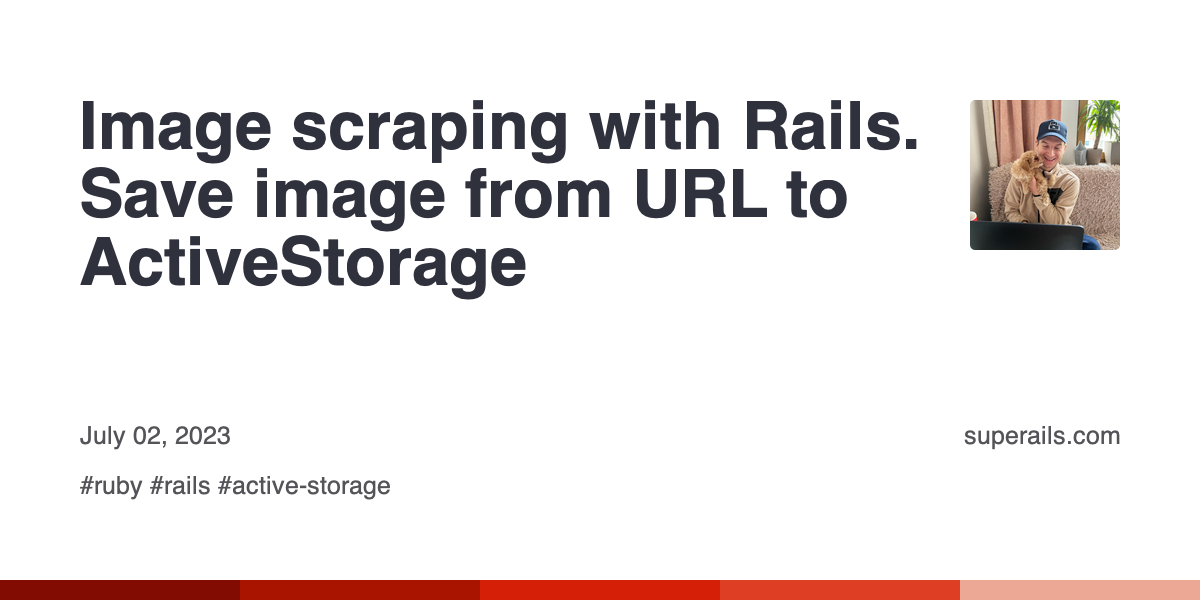 Image scraping with Rails.
Save image from URL to
ActiveStorage
July 02, 2023
superails.com
#ruby #rails #active-storage